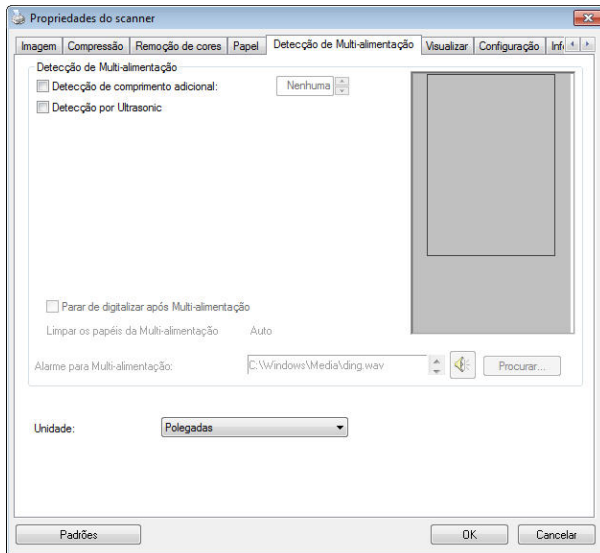 Propriedades do scanner
Imagem Compressão Remoção de cores Papel Detecção de Multi-alimentação Visualizar Configuração
Detecção de Multi-alimentação
Detecção de comprimento adicional: Nenhuma
Detecção por Ultrasonic
Parar de digitalizar após Multi-alimentação
Limpar os papéis da Multi-alimentação Auto
Alarme para Multi-alimentação: C:\Windows\Media\ding.wav Procurar...
Unidade: Polegadas
Padrões OK Cancelar